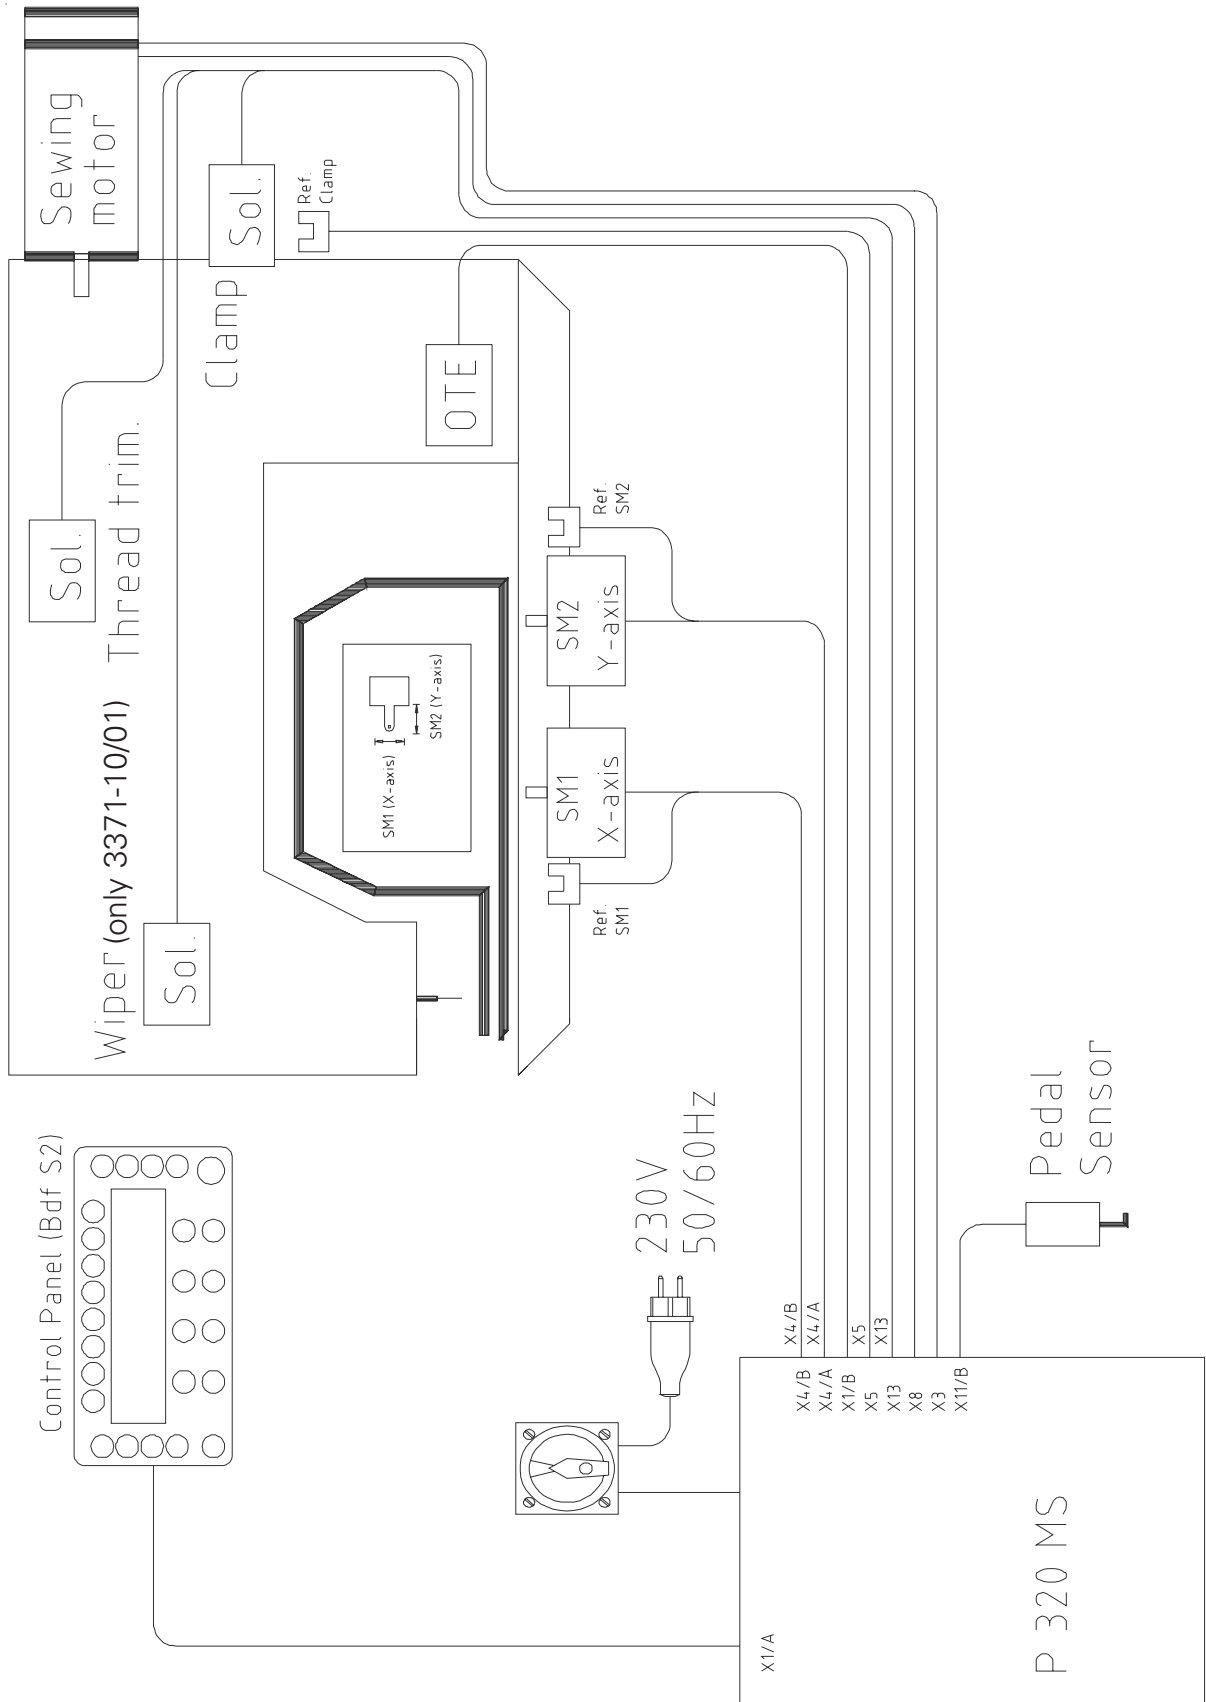 Sewing
motor
Sol.
Ref.
Clamp
Clamp
OTE
Sol.
Thread trim.
Wiper (only 3371-10/01)
Sol.
Ref.
SM2
SM2
Y-axis
SM1
X-axis
Ref.
SM1
SM1 (X-axis)
SM2 (Y-axis)
Control Panel (Bdf S2)
230V
50/60Hz
Pedal
Sensor
X4/B
X4/A
X5
X13
X4/B
X4/A
X1/B
X5
X13
X8
X3
X11/B
X1/A
P 320 MS